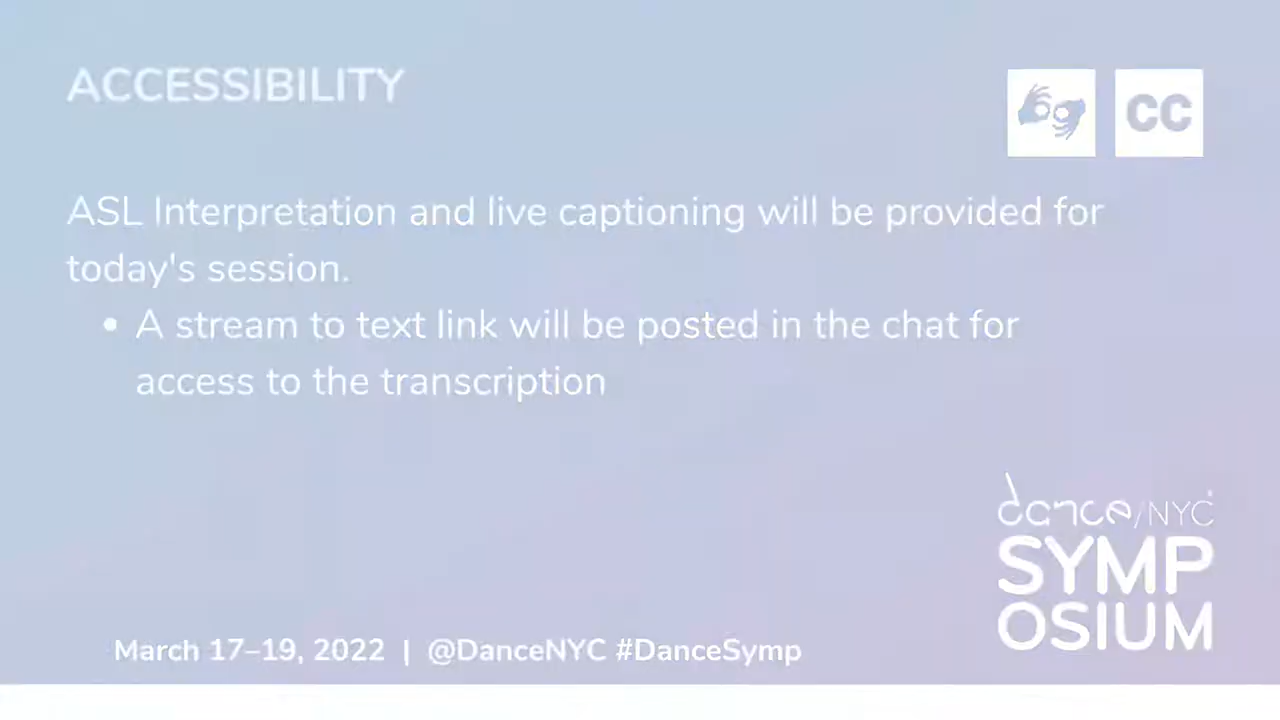 ACCESSIBILITY
CC
ASL Interpretation and live captioning will be provided for
today's session.
• A stream to text link will be posted in the chat for
access to the transcription
dance/NYC
SYMP
OSIUM
March 17–19, 2022 | @DanceNYC #DanceSymp